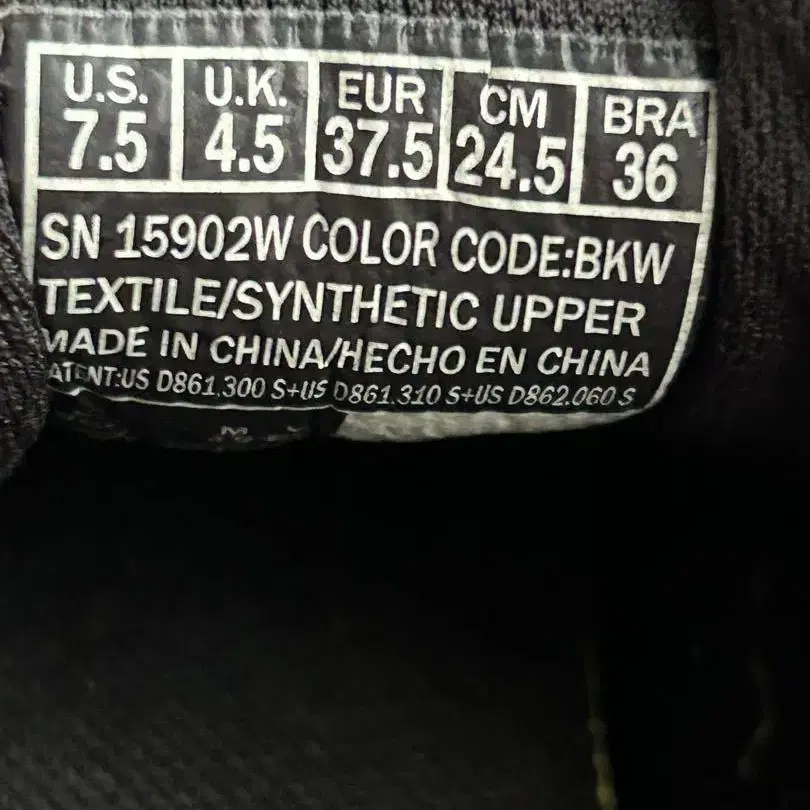 U.S. U.K. EUR CM BRA
7.5 4.5 37.5 24.5 36
SN 15902W COLOR CODE:BKW
TEXTILE/SYNTHETIC UPPER
MADE IN CHINA/HECHO EN CHINA
PATENT:US D861,300 S+US D861,310 S+US D862,060 S